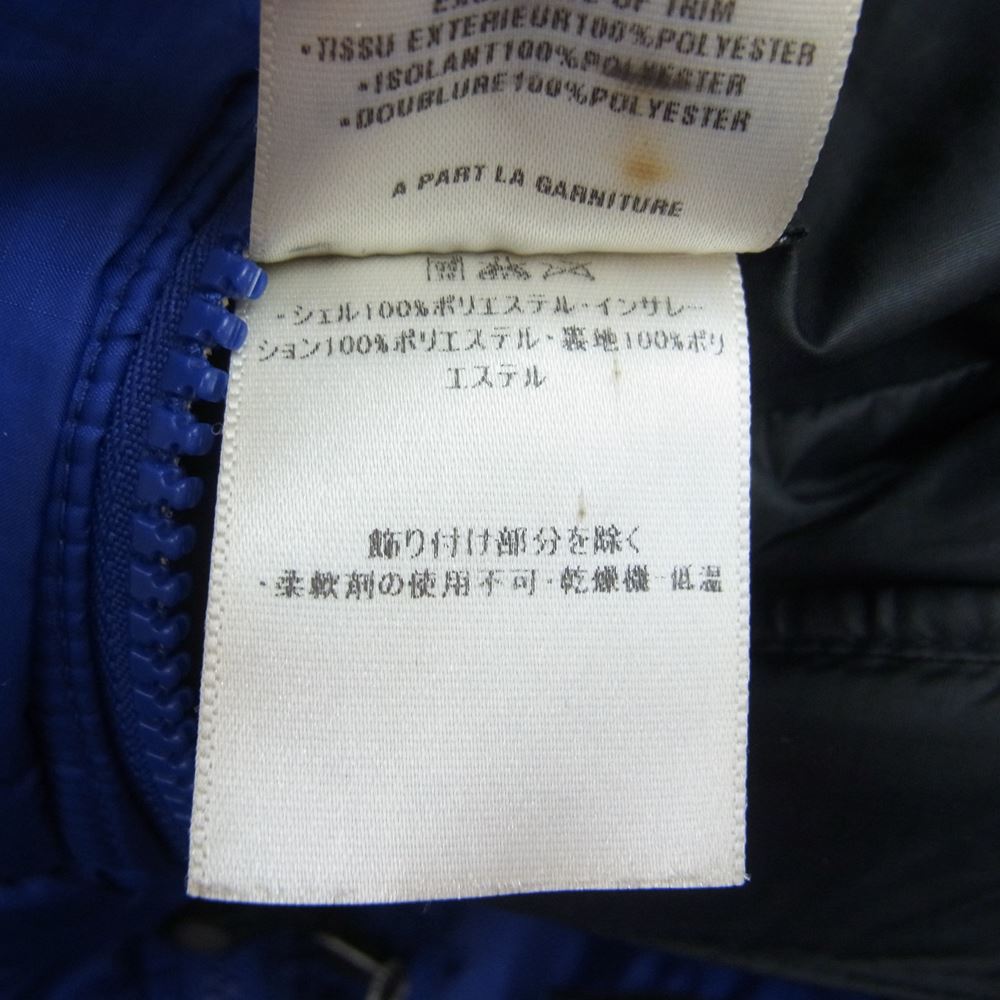 OF TRIM
•TISSU EXTERIEUR100%POLYESTER
•ISOLANT100%POLYESTER
•DOUBLURE100%POLYESTER
A PART LA GARNITURE
・シェル100%ポリエステル・インサレー
ション100%ポリエステル・裏地100%ポリ
エステル
飾り付け部分を除く
・柔軟剤の使用不可・乾燥機 低温